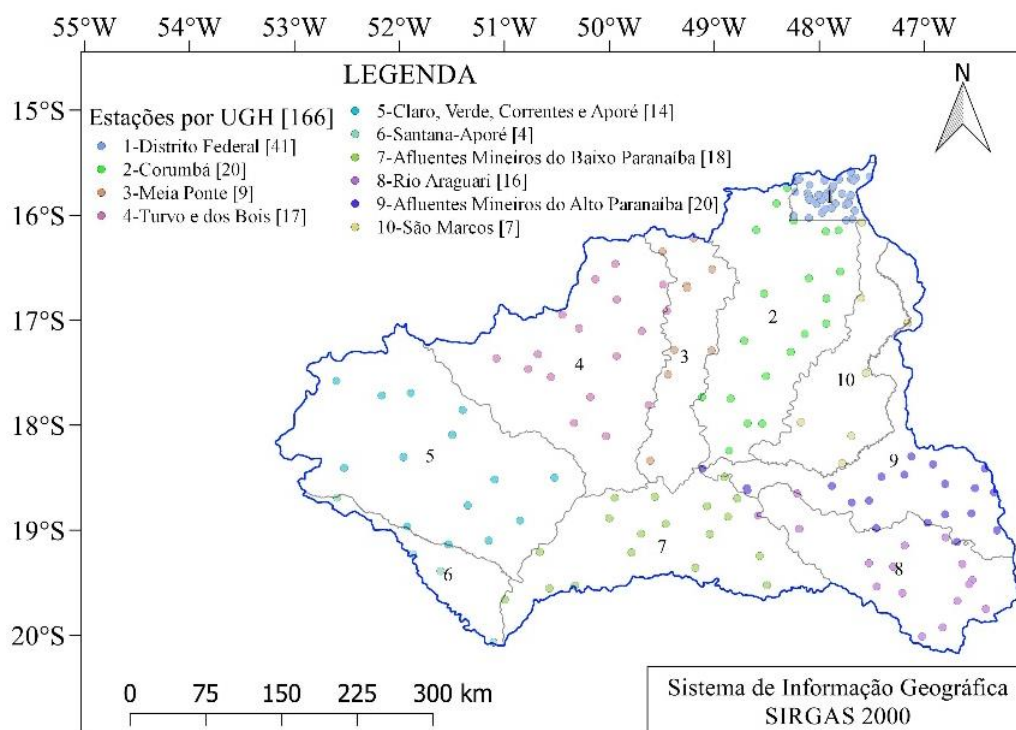 55°W 54°W 53°W 52°W 51°W 50°W 49°W 48°W 47°W
15°S
16°S
17°S
18°S
19°S
20°S
LEGENDA
Estações por UGH [166]
1-Distrito Federal [41]
2-Corumbá [20]
3-Meia Ponte [9]
4-Turvo e dos Bois [17]
5-Claro, Verde, Correntes e Aporé [14]
6-Santana-Aporé [4]
7-Afluentes Mineiros do Baixo Paranaíba [18]
8-Rio Araguari [16]
9-Afluentes Mineiros do Alto Paranaíba [20]
10-São Marcos [7]
N
1
2
3
4
10
5
9
7
8
6
0 75 150 225 300 km
Sistema de Informação Geográfica
SIRGAS 2000